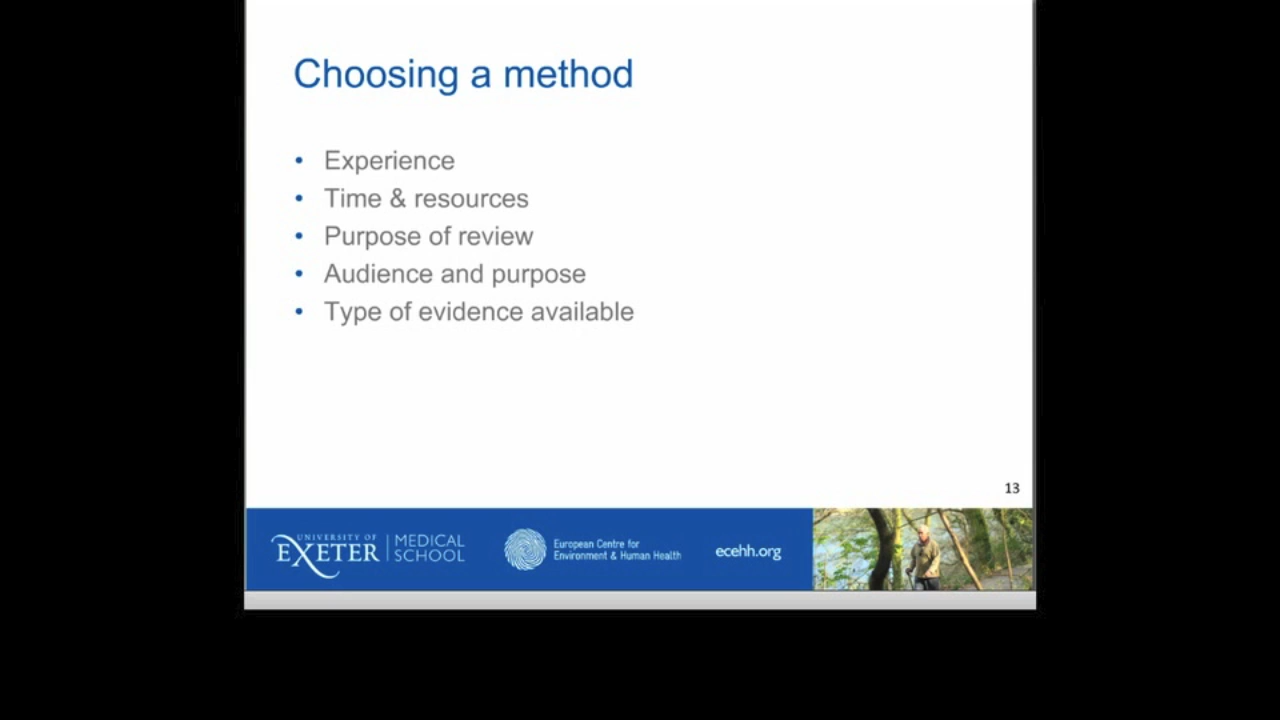 Choosing a method
• Experience
• Time & resources
• Purpose of review
• Audience and purpose
• Type of evidence available
13
UNIVERSITY OF
EXETER
MEDICAL
SCHOOL
European Centre for
Environment & Human Health
ecehh.org